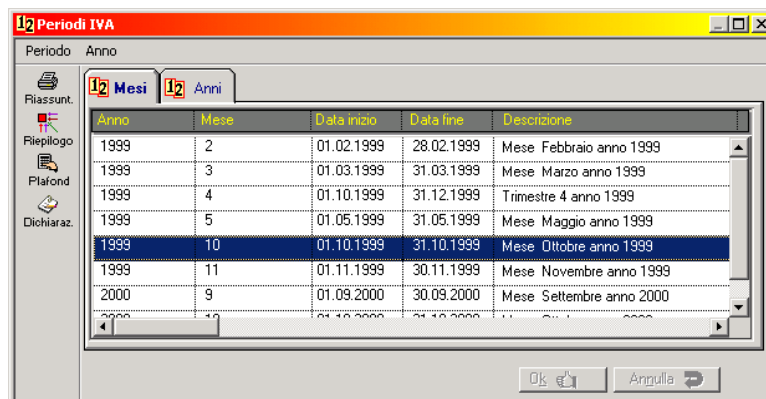 12 Periodi IVA
Periodo Anno
Riassunt.
Riepilogo
Plafond
Dichiaraz.
12 Mesi 12 Anni
Anno Mese Data inizio Data fine Descrizione
1999 2 01.02.1999 28.02.1999 Mese Febbraio anno 1999
1999 3 01.03.1999 31.03.1999 Mese Marzo anno 1999
1999 4 01.10.1999 31.12.1999 Trimestre 4 anno 1999
1999 5 01.05.1999 31.05.1999 Mese Maggio anno 1999
1999 10 01.10.1999 31.10.1999 Mese Ottobre anno 1999
1999 11 01.11.1999 30.11.1999 Mese Novembre anno 1999
2000 9 01.09.2000 30.09.2000 Mese Settembre anno 2000
Ok Annulla